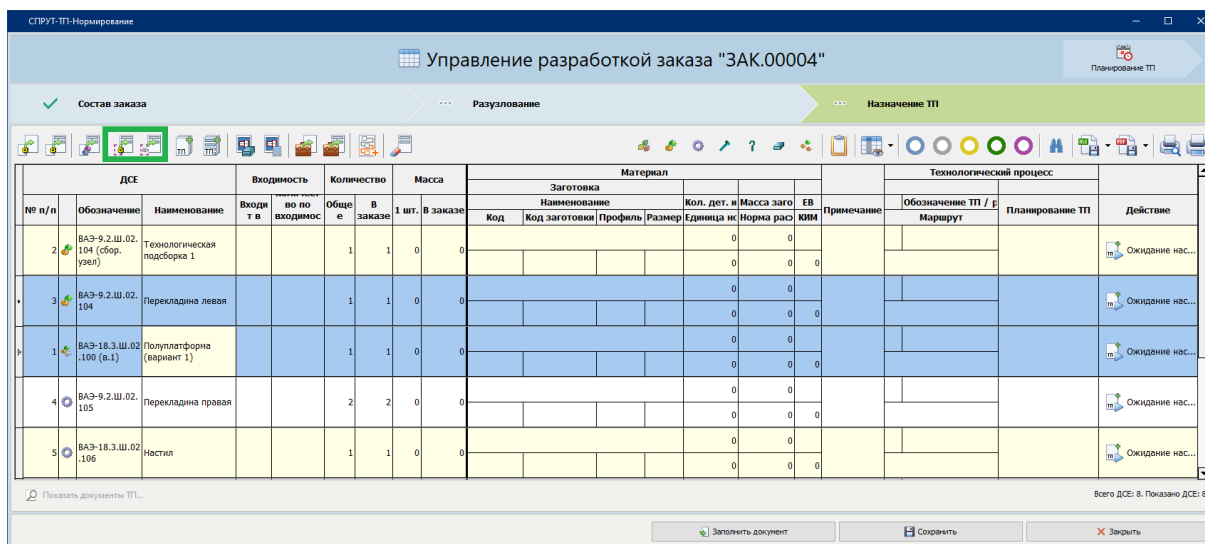 СПРУТ-ТП-Нормирование
Управление разработкой заказа "ЗАК.00004"
Планирование ТП
Состав заказа
Разузлование
Назначение ТП
ДСЕ Входимость Количество Масса Материал Технологический процесс
Заготовка
№ п/п Обозначение Наименование Входи т в во по входимос Общее В заказе 1 шт. В заказе Наименование Кол. дет. и Масса заго ЕВ Примечание Обозначение ТП / р Планирование ТП Действие
Код Код заготовки Профиль Размер Единица нс Норма расх КИМ Маршрут
2 ВАЭ-9.2.Ш.02.104 (сбор. узел) Технологическая подсборка 1 1 1 0 0 0 0 0 0 0 Ожидание нас...
3 ВАЭ-9.2.Ш.02.104 Перекладина левая 1 1 0 0 0 0 0 0 0 Ожидание нас...
1 ВАЭ-18.3.Ш.02.100 (в.1) Полуплатформа (вариант 1) 1 1 0 0 0 0 0 0 0 Ожидание нас...
4 ВАЭ-9.2.Ш.02.105 Перекладина правая 2 2 0 0 0 0 0 0 0 Ожидание нас...
5 ВАЭ-18.3.Ш.02.106 Настил 1 1 0 0 0 0 0 0 0 Ожидание нас...
Показать документы ТП...
Всего ДСЕ: 8. Показано ДСЕ: 8
Заполнить документ
Сохранить
Закрыть